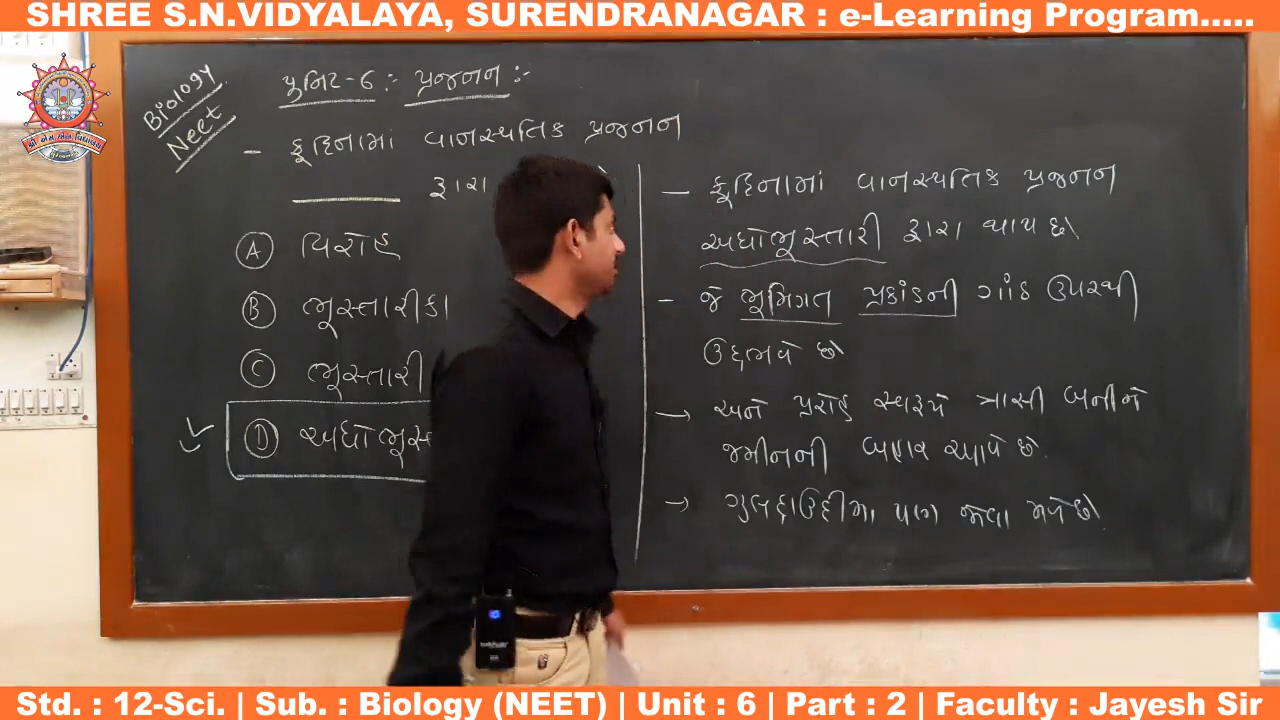 SHREE S.N.VIDYALAYA, SURENDRANAGAR : e-Learning Program.....
Biology
Neet
યુનિટ-6 :- પ્રજનન :-
- ફૂદિનામાં વાનસ્પતિક પ્રજનન
______ દ્વારા
(A) વિરોહ
(B) ભૂસ્તારીકા
(C) ભૂસ્તારી
(D) અધોભૂસ્ત
- ફૂદિનામાં વાનસ્પતિક પ્રજનન
અધોભૂસ્તારી દ્વારા થાય છે
- જે ભૂમિગત પ્રકાંડની ગાંઠ ઉપરથી
ઉદ્દભવે છે
→ અને પ્રરોહ સ્વરૂપે ત્રાસી બનીને
જમીનની બહાર આવે છે.
→ ગુલદાઉદીમાં પણ જોવા મળે છે.
Std. : 12-Sci. | Sub. : Biology (NEET) | Unit : 6 | Part : 2 | Faculty : Jayesh Sir